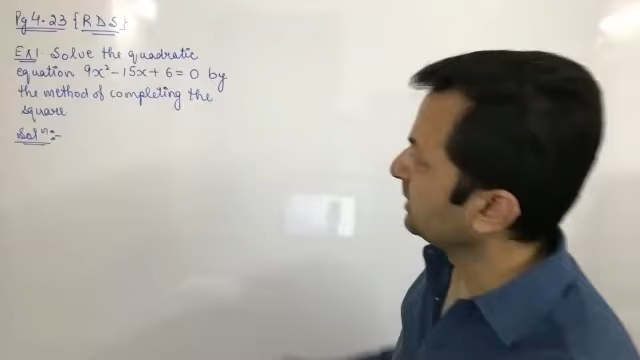 Pg 4.23 {RDS}
Ex1. Solve the quadratic
equation 9x² - 15x + 6 = 0 by
the method of completing the
square
Solⁿ:-